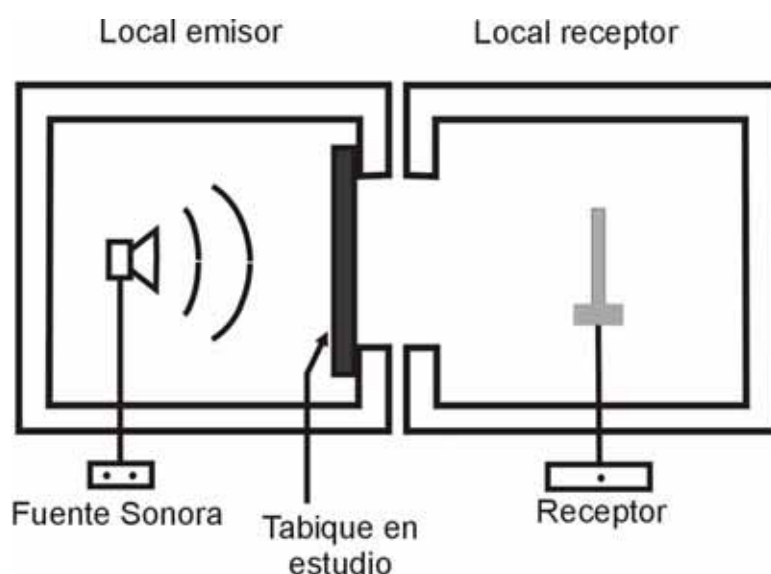 Local emisor
Local receptor
Fuente Sonora
Tabique en
estudio
Receptor